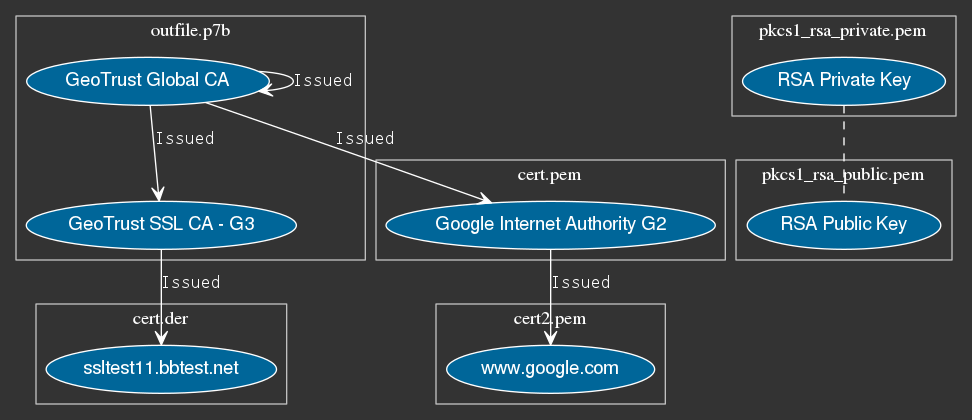 outfile.p7b
pkcs1_rsa_private.pem
GeoTrust Global CA
Issued
RSA Private Key
Issued
Issued
cert.pem
pkcs1_rsa_public.pem
GeoTrust SSL CA - G3
Google Internet Authority G2
RSA Public Key
Issued
Issued
cert.der
cert2.pem
ssltest11.bbtest.net
www.google.com